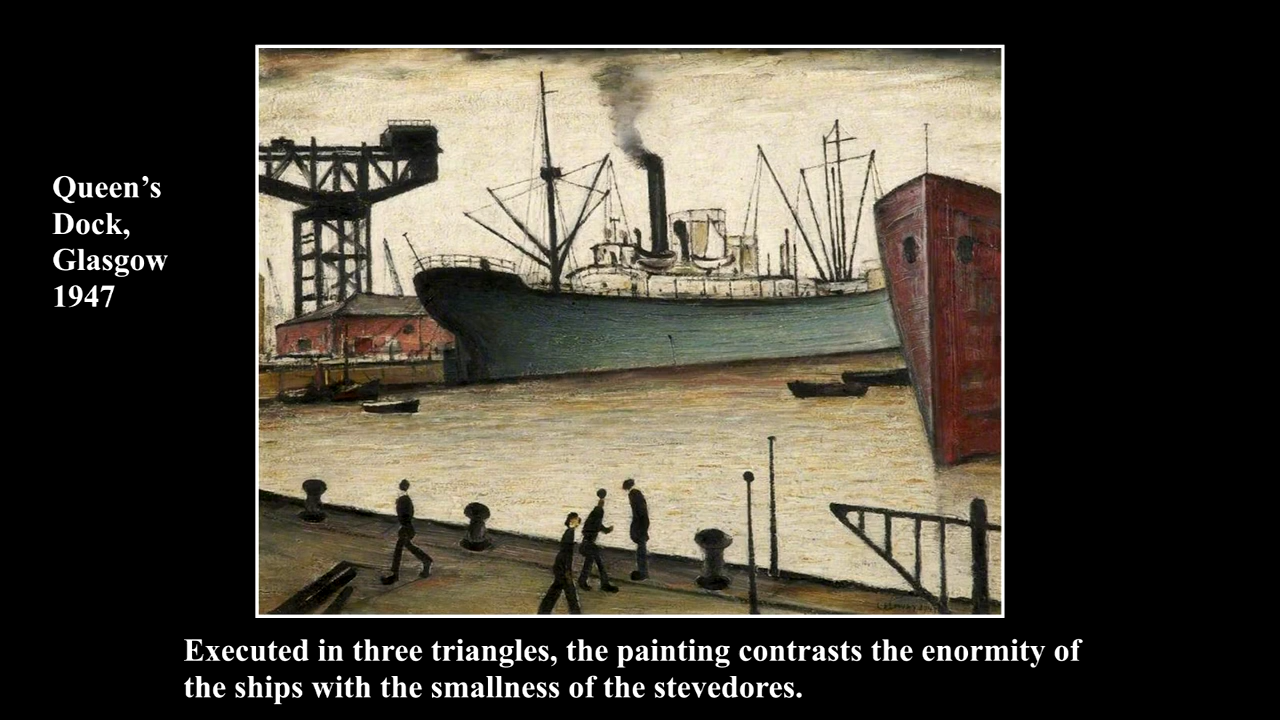 Queen’s
Dock,
Glasgow
1947
Executed in three triangles, the painting contrasts the enormity of
the ships with the smallness of the stevedores.